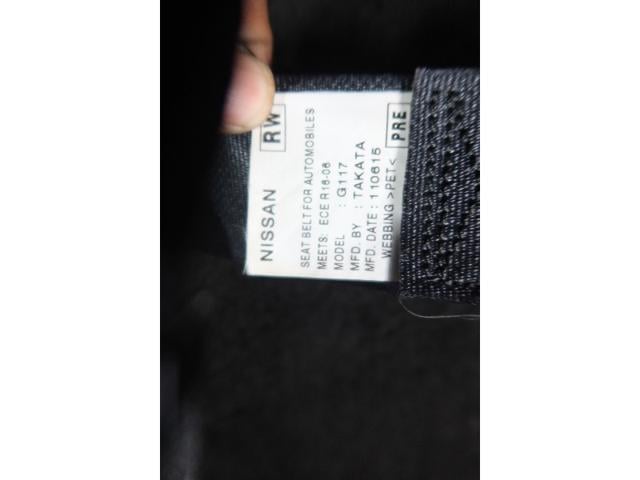 NISSAN RW
SEAT BELT FOR AUTOMOBILES
MEETS: ECE R16-06
MODEL : G117
MFD. BY : TAKATA
MFD. DATE : 110615
WEBBING >PET< PRE